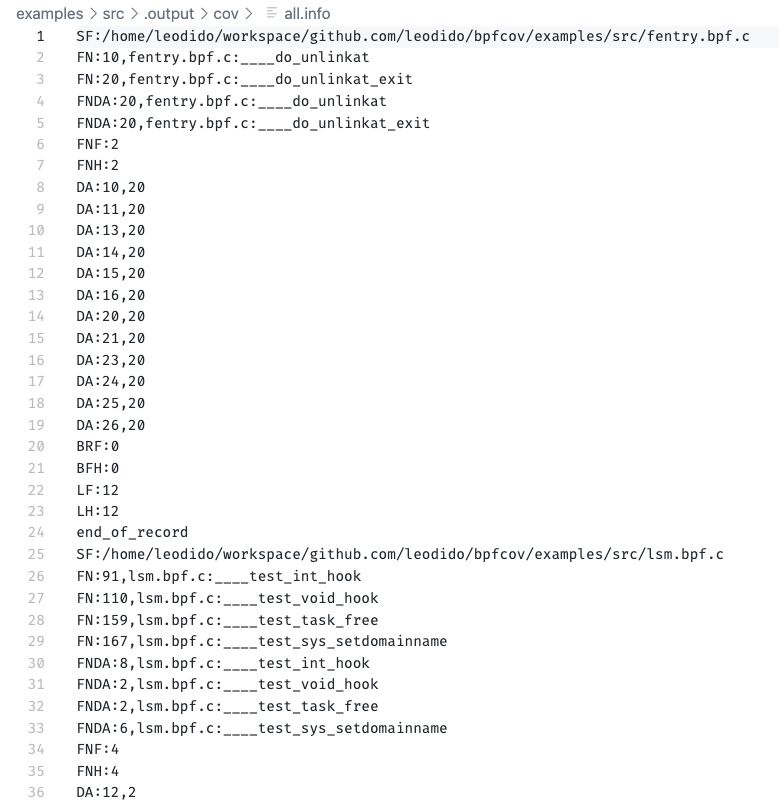 examples > src > .output > cov > all.info
1 SF:/home/leodido/workspace/github.com/leodido/bpfcov/examples/src/fentry.bpf.c
2 FN:10,fentry.bpf.c:____do_unlinkat
3 FN:20,fentry.bpf.c:____do_unlinkat_exit
4 FNDA:20,fentry.bpf.c:____do_unlinkat
5 FNDA:20,fentry.bpf.c:____do_unlinkat_exit
6 FNF:2
7 FNH:2
8 DA:10,20
9 DA:11,20
10 DA:13,20
11 DA:14,20
12 DA:15,20
13 DA:16,20
14 DA:20,20
15 DA:21,20
16 DA:23,20
17 DA:24,20
18 DA:25,20
19 DA:26,20
20 BRF:0
21 BFH:0
22 LF:12
23 LH:12
24 end_of_record
25 SF:/home/leodido/workspace/github.com/leodido/bpfcov/examples/src/lsm.bpf.c
26 FN:91,lsm.bpf.c:____test_int_hook
27 FN:110,lsm.bpf.c:____test_void_hook
28 FN:159,lsm.bpf.c:____test_task_free
29 FN:167,lsm.bpf.c:____test_sys_setdomainname
30 FNDA:8,lsm.bpf.c:____test_int_hook
31 FNDA:2,lsm.bpf.c:____test_void_hook
32 FNDA:2,lsm.bpf.c:____test_task_free
33 FNDA:6,lsm.bpf.c:____test_sys_setdomainname
34 FNF:4
35 FNH:4
36 DA:12,2